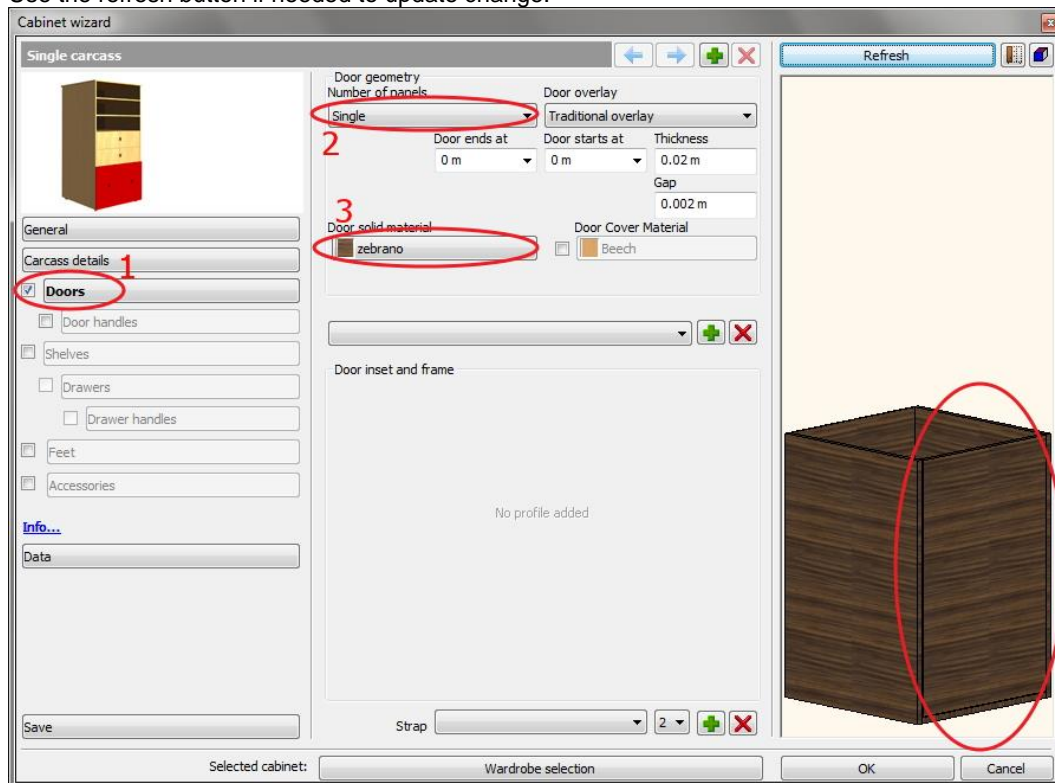 Use the refresh button if needed to update change.
Cabinet wizard
Single carcass
Refresh
Door geometry
Number of panels
Door overlay
Single
Traditional overlay
2
Door ends at
Door starts at
Thickness
0 m
0 m
0.02 m
Gap
0.002 m
3
General
Door solid material
Door Cover Material
zebrano
Beech
Carcass details
1
Doors
Door handles
Shelves
Door inset and frame
Drawers
Drawer handles
Feet
Accessories
No profile added
Info...
Data
Save
Strap
2
Selected cabinet:
Wardrobe selection
OK
Cancel